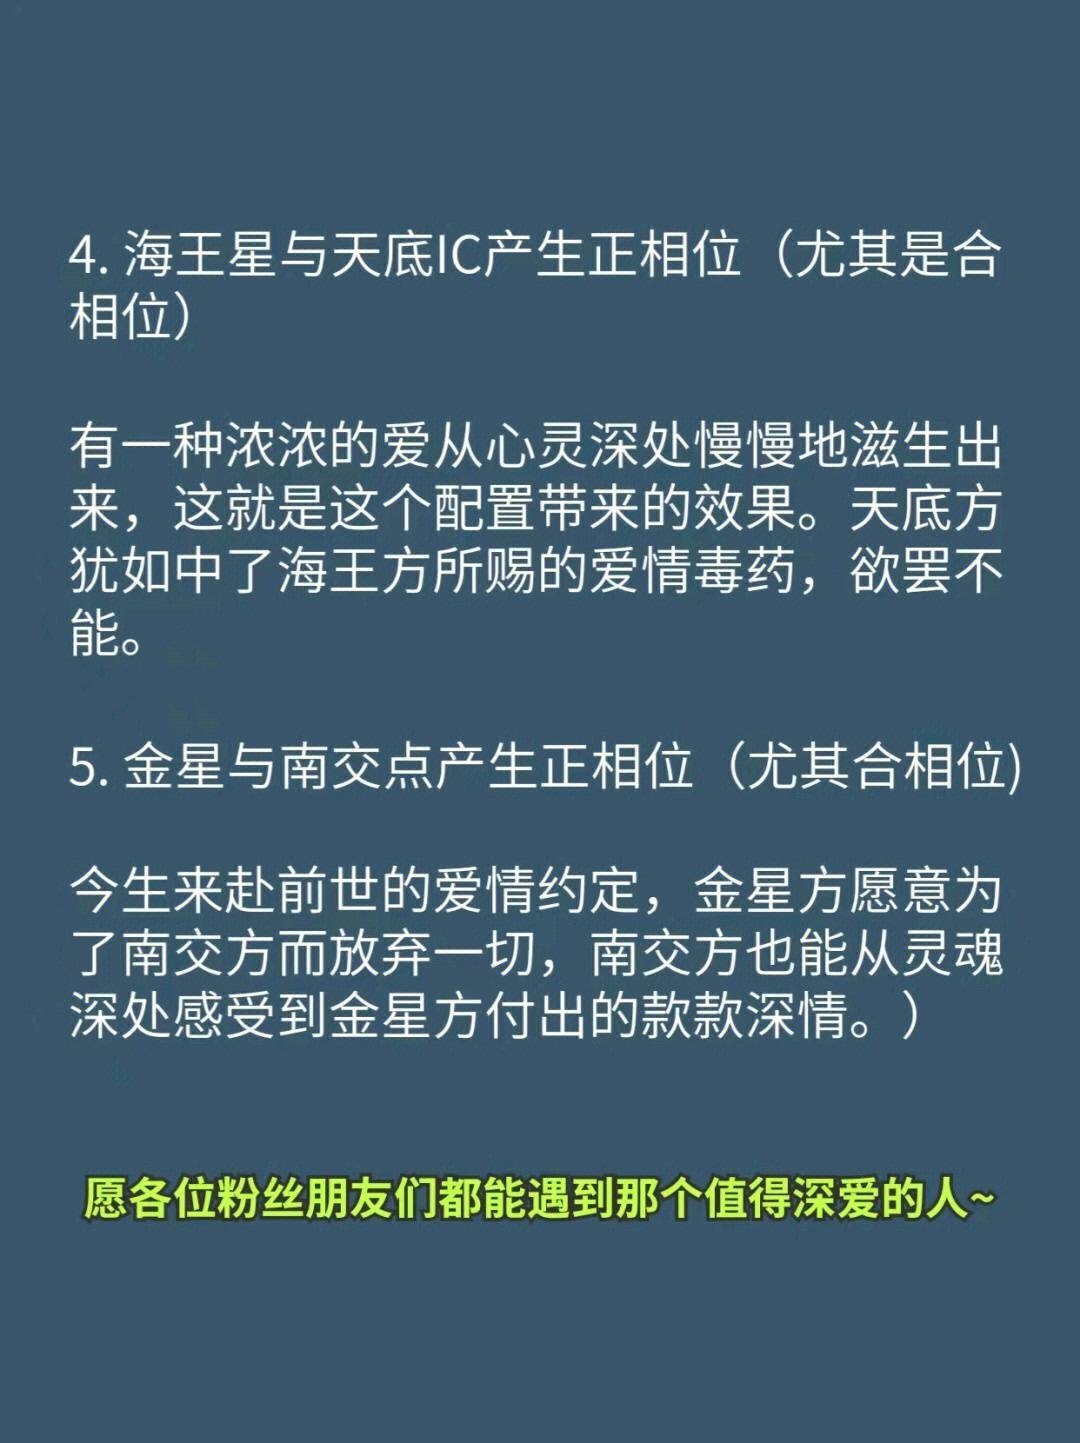 4. 海王星与天底IC产生正相位（尤其是合
相位）
有一种浓浓的爱从心灵深处慢慢地滋生出
来，这就是这个配置带来的效果。天底方
犹如中了海王方所赐的爱情毒药，欲罢不
能。
5. 金星与南交点产生正相位（尤其合相位)
今生来赴前世的爱情约定，金星方愿意为
了南交方而放弃一切，南交方也能从灵魂
深处感受到金星方付出的款款深情。）
愿各位粉丝朋友们都能遇到那个值得深爱的人~